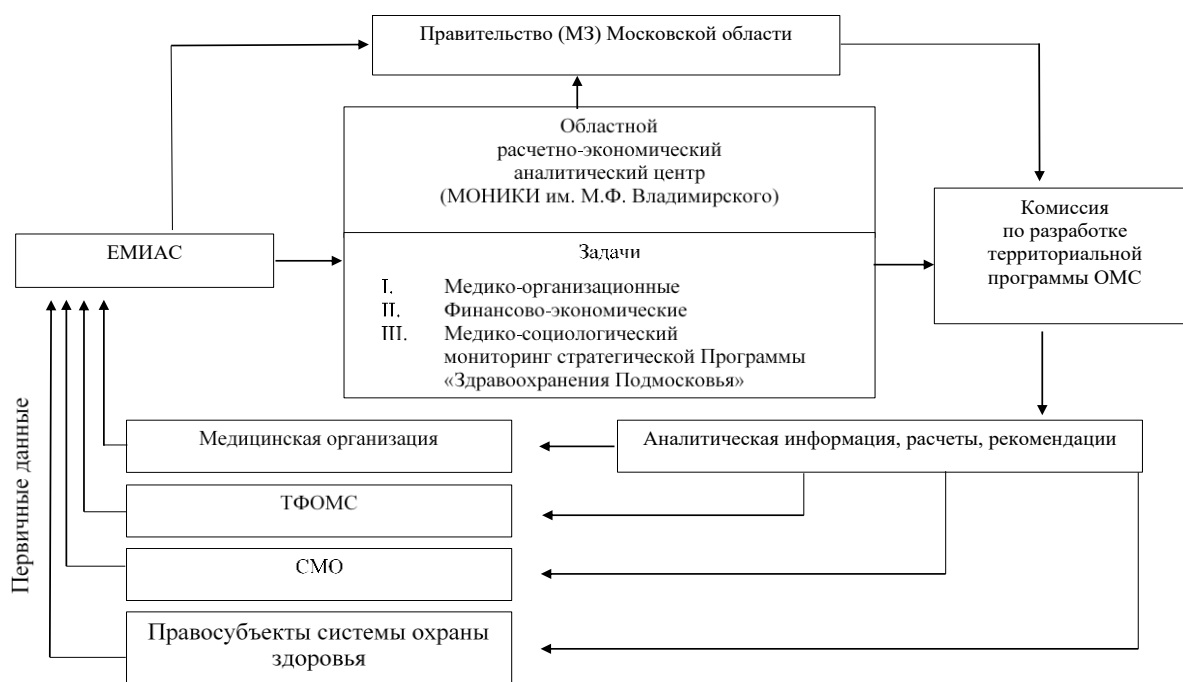 Правительство (МЗ) Московской области
Областной
расчетно-экономический
аналитический центр
(МОНИКИ им. М.Ф. Владимирского)
Комиссия
по разработке
территориальной
программы ОМС
ЕМИАС
Задачи
I. Медико-организационные
II. Финансово-экономические
III. Медико-социологический
мониторинг стратегической Программы
«Здравоохранения Подмосковья»
Первичные данные
Медицинская организация
Аналитическая информация, расчеты, рекомендации
ТФОМС
СМО
Правосубъекты системы охраны
здоровья